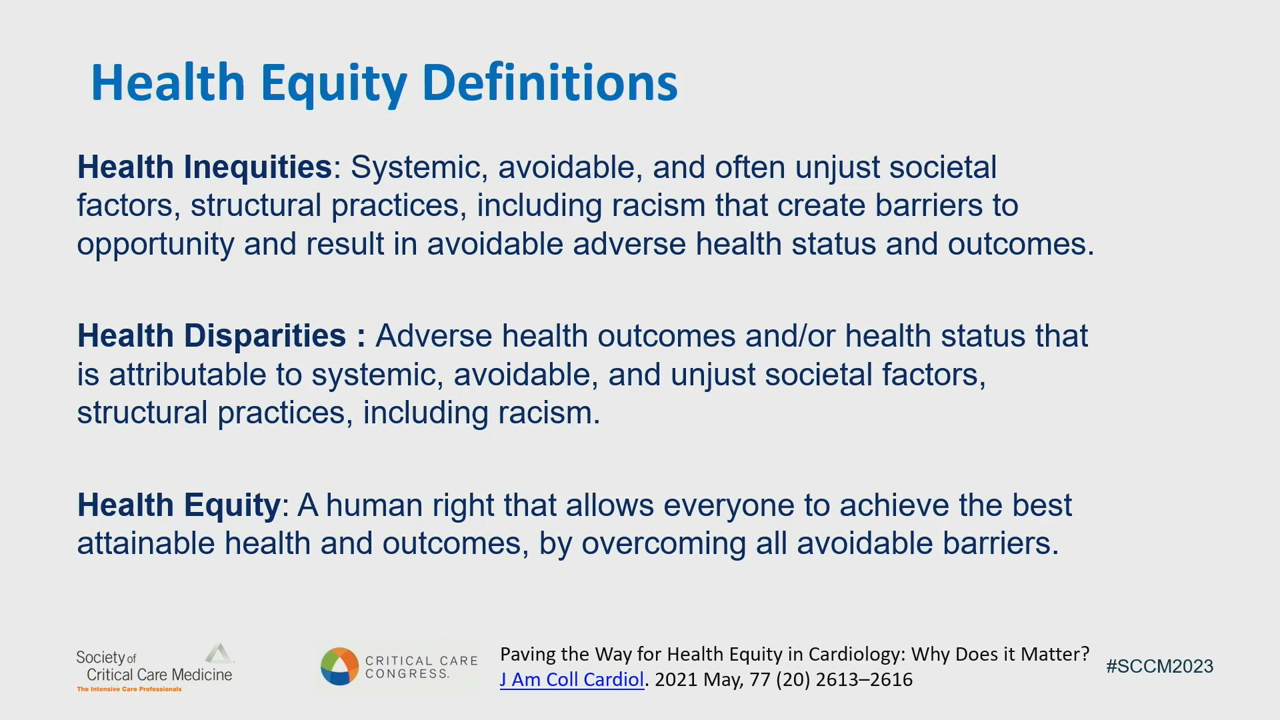 Health Equity Definitions
Health Inequities: Systemic, avoidable, and often unjust societal
factors, structural practices, including racism that create barriers to
opportunity and result in avoidable adverse health status and outcomes.
Health Disparities : Adverse health outcomes and/or health status that
is attributable to systemic, avoidable, and unjust societal factors,
structural practices, including racism.
Health Equity: A human right that allows everyone to achieve the best
attainable health and outcomes, by overcoming all avoidable barriers.
Society of
Critical Care Medicine
The Intensive Care Professionals
CRITICAL CARE
CONGRESS.
Paving the Way for Health Equity in Cardiology: Why Does it Matter?
J Am Coll Cardiol. 2021 May, 77 (20) 2613–2616
#SCCM2023